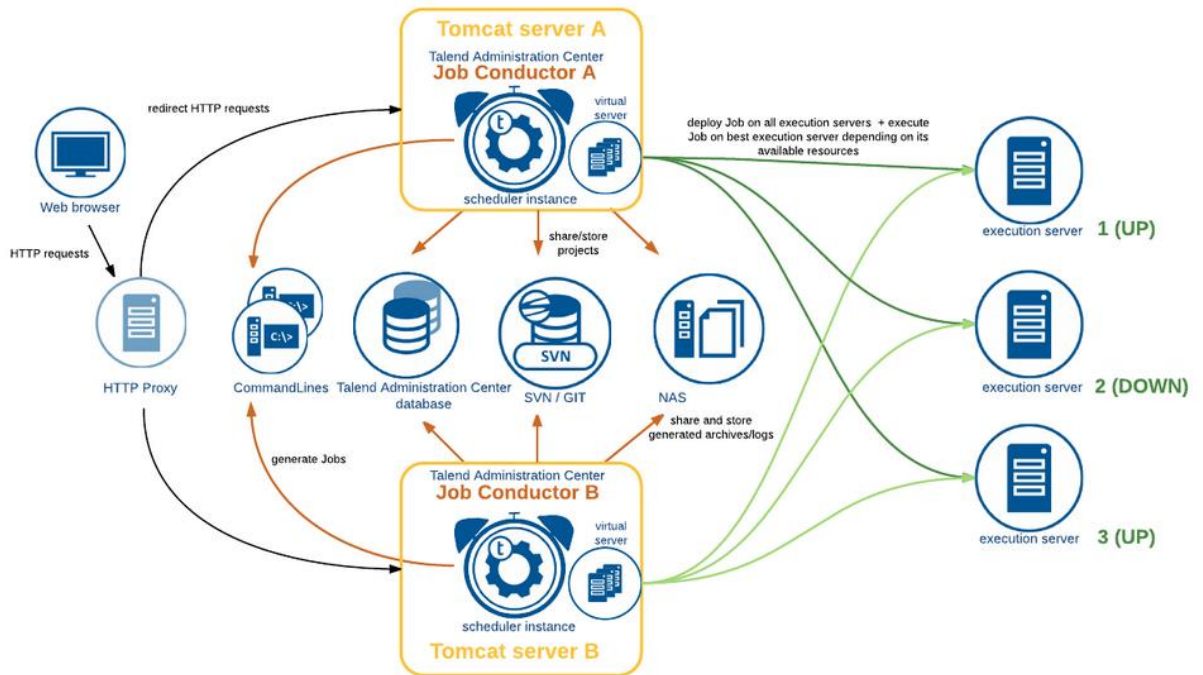 Tomcat server A
Talend Administration Center
Job Conductor A
virtual
server
t
scheduler instance
redirect HTTP requests
deploy Job on all execution servers + execute
Job on best execution server depending on its
available resources
Web browser
HTTP requests
share/store
projects
execution server
1 (UP)
C:\>
C:\>
SVN
HTTP Proxy
CommandLines
Talend Administration Center
database
SVN / GIT
NAS
execution server
2 (DOWN)
share and store
generated archives/logs
generate Jobs
Talend Administration Center
Job Conductor B
virtual
server
t
scheduler instance
Tomcat server B
execution server
3 (UP)